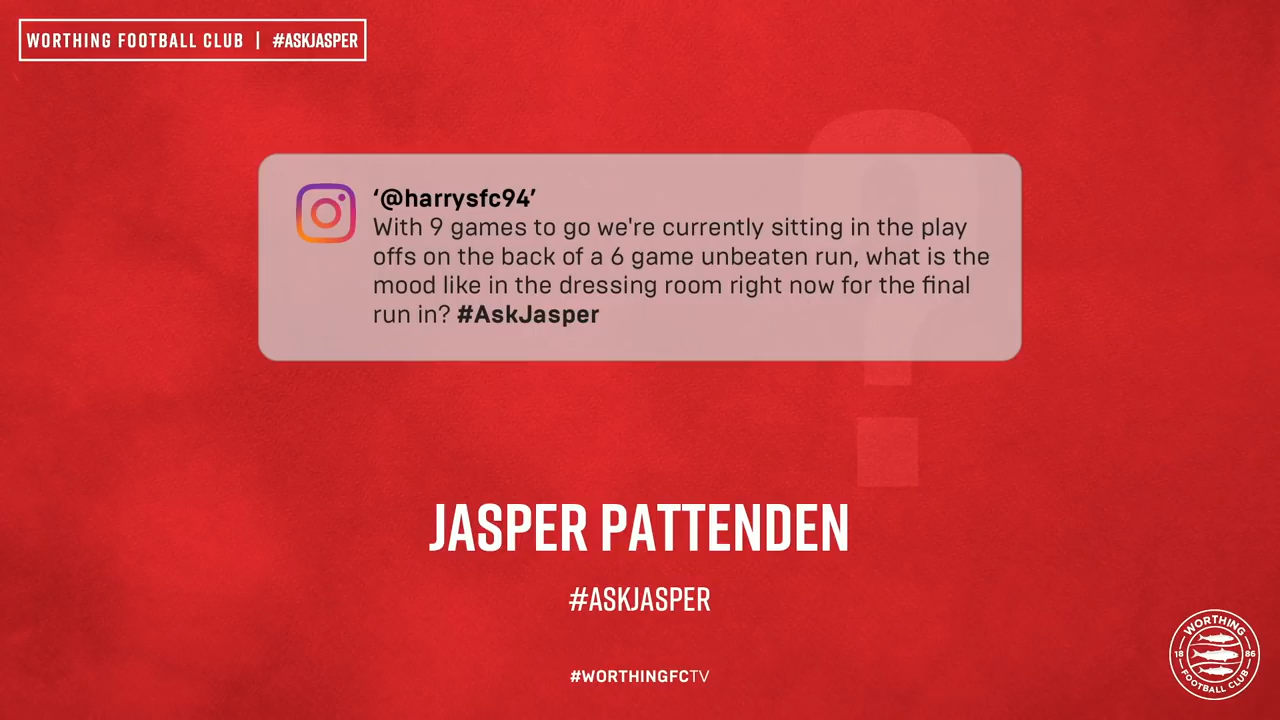 WORTHING FOOTBALL CLUB | #ASKJASPER
‘@harrysfc94’
With 9 games to go we're currently sitting in the play
offs on the back of a 6 game unbeaten run, what is the
mood like in the dressing room right now for the final
run in? #AskJasper
JASPER PATTENDEN
#ASKJASPER
#WORTHINGFCTV
WORTHING
18 86
FOOTBALL CLUB